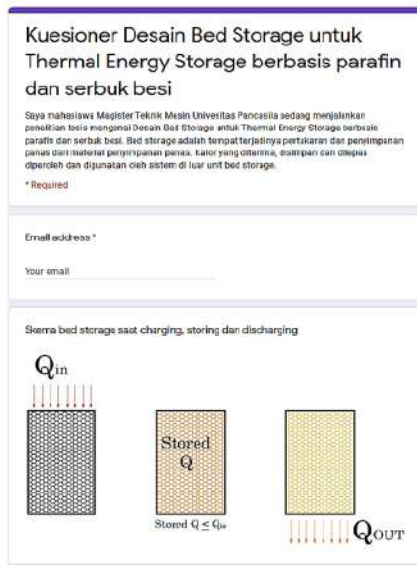 Kuesioner Desain Bed Storage untuk
Thermal Energy Storage berbasis parafin
dan serbuk besi
Saya mahasiswa Magister Teknik Mesin Univeritas Pancasila sedang menjalankan
penelitian tesis mengenai Desain Bed Storage untuk Thermal Energy Storage berbasis
parafin dan serbuk besi. Bed storage adalah tempat terjadinya pertukaran dan penyimpanan
panas dari material penyimpanan panas. Kalor yang diterima, disimpan dan dilepas
diperoleh dan digunakan oleh sistem di luar unit bed storage.
* Required
Email address *
Your email
Skema bed storage saat charging, storing dan discharging
Qin
Stored
Q
Stored Q ≤ Qin
QOUT